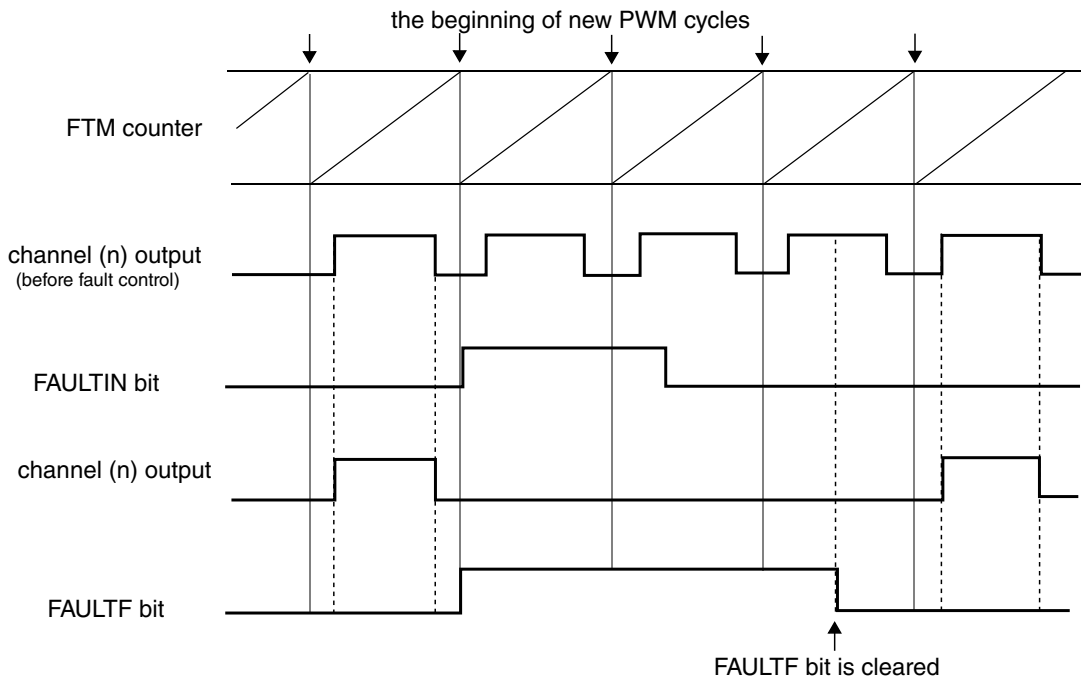 the beginning of new PWM cycles
FTM counter
channel (n) output
(before fault control)
FAULTIN bit
channel (n) output
FAULTF bit
FAULTF bit is cleared